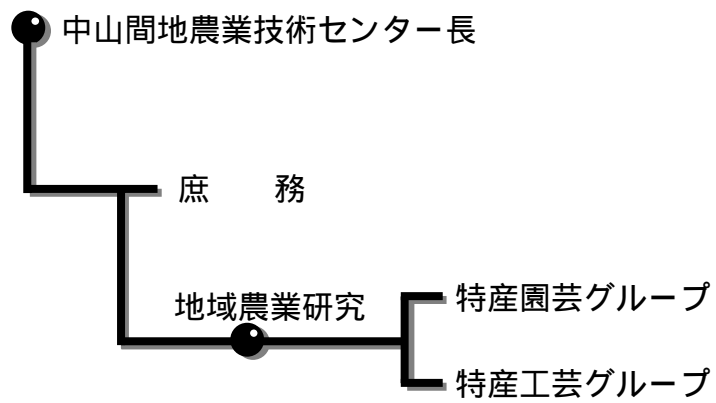 中山間地農業技術センター長
庶　　務
地域農業研究
特産園芸グループ
特産工芸グループ